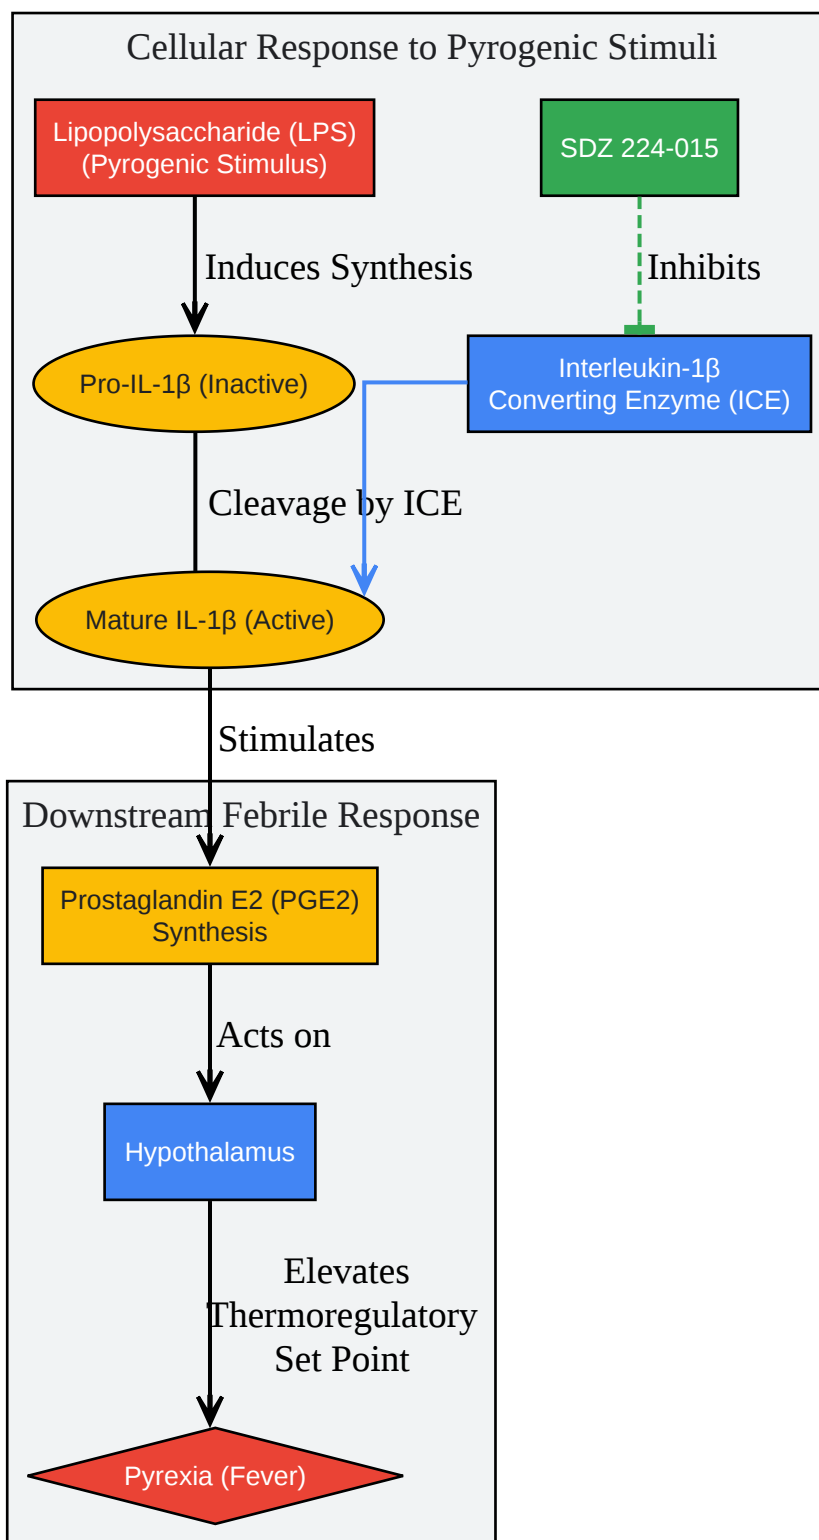 Cellular Response to Pyrogenic Stimuli
Lipopolysaccharide (LPS)
(Pyrogenic Stimulus)
SDZ 224-015
Induces Synthesis
Inhibits
Pro-IL-1β (Inactive)
Interleukin-1β
Converting Enzyme (ICE)
Cleavage by ICE
Mature IL-1β (Active)
Stimulates
Downstream Febrile Response
Prostaglandin E2 (PGE2)
Synthesis
Acts on
Hypothalamus
Elevates
Thermoregulatory
Set Point
Pyrexia (Fever)